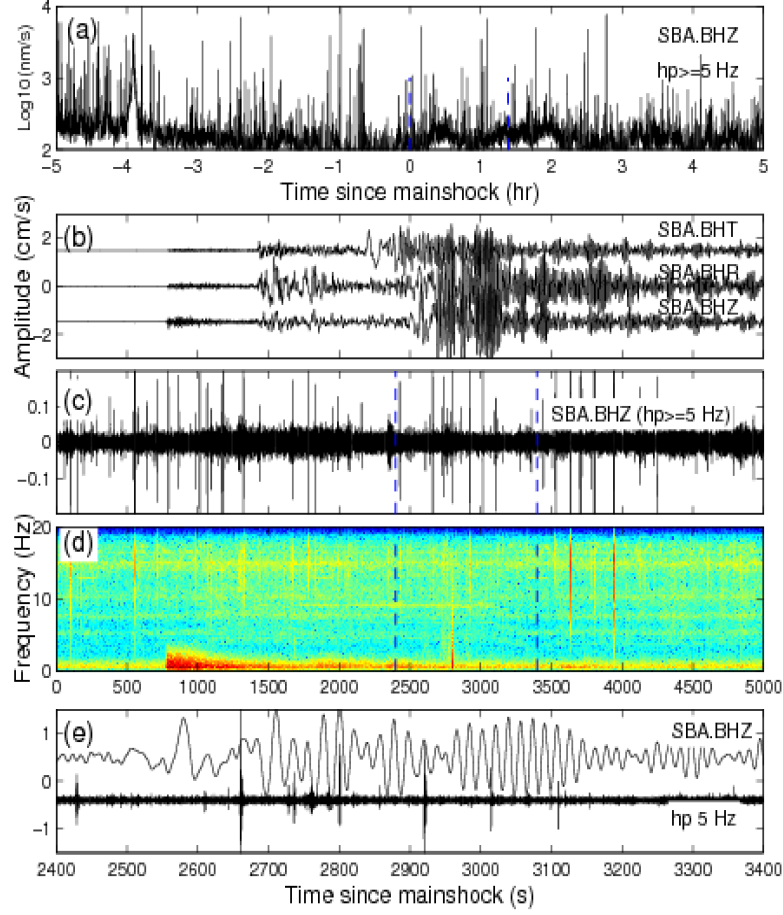 (a)
SBA.BHZ
hp>=5 Hz
Log10(nm/s)
4
10
3
10
2
10
−5 −4 −3 −2 −1 0 1 2 3 4 5
Time since mainshock (hr)
(b)
SBA.BHT
SBA.BHR
SBA.BHZ
Amplitude (cm/s)
2
0
−2
(c)
SBA.BHZ (hp>=5 Hz)
0.1
0
−0.1
(d)
Frequency (Hz)
20
10
0
0 500 1000 1500 2000 2500 3000 3500 4000 4500 5000
(e)
SBA.BHZ
hp 5 Hz
1
0
−1
2400 2500 2600 2700 2800 2900 3000 3100 3200 3300 3400
Time since mainshock (s)